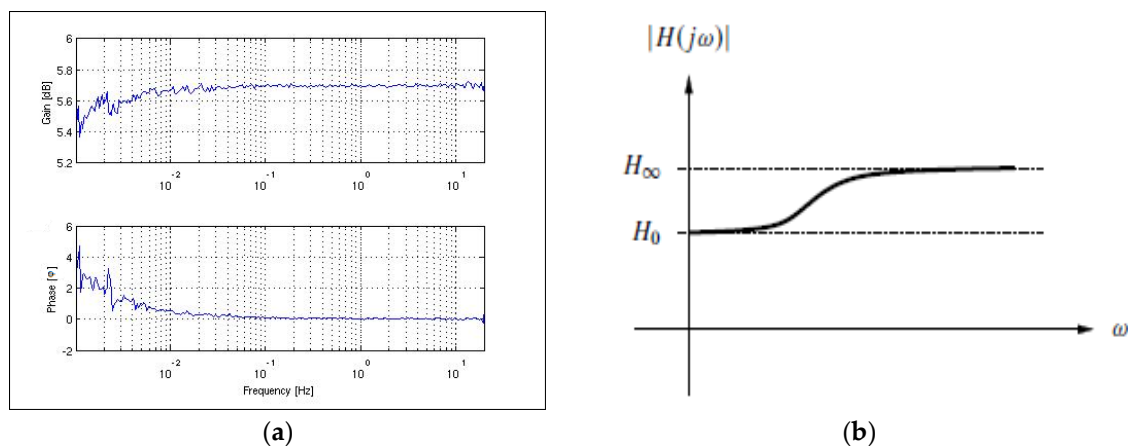 6
5.8
5.6
5.4
5.2
Gain [dB]
10^-2 10^-1 10^0 10^1
6
4
2
0
-2
Phase [φ]
10^-2 10^-1 10^0 10^1
Frequency [Hz]
(a)
|H(jω)|
H∞
H0
ω
(b)